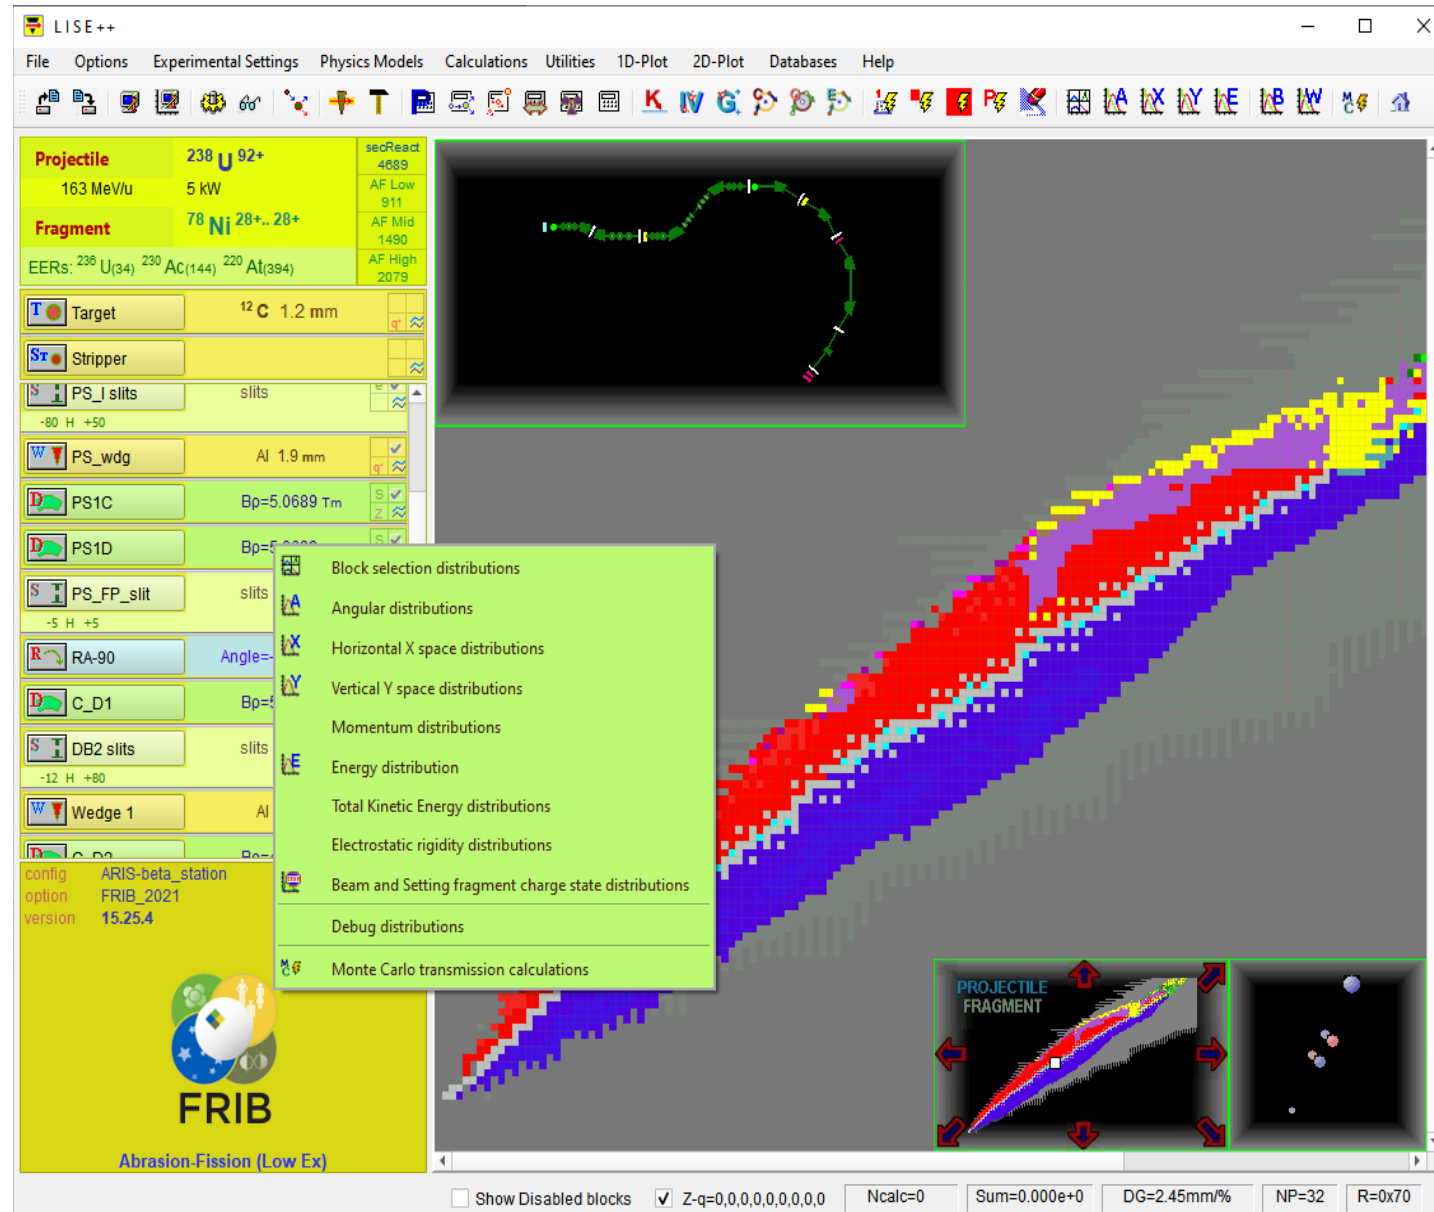 LISE++
File Options Experimental Settings Physics Models Calculations Utilities 1D-Plot 2D-Plot Databases Help
Projectile 238 U 92+
163 MeV/u 5 kW
Fragment 78 Ni 28+.. 28+
EERs: 236 U(34) 230 Ac(144) 220 At(394)
secReact
4689
AF Low
911
AF Mid
1490
AF High
2079
T Target 12 C 1.2 mm q+
ST Stripper
S PS_I slits slits
-80 H +50
W PS_wdg Al 1.9 mm q+
D PS1C Bρ=5.0689 Tm S Z
D PS1D S
S PS_FP_slit slits
-5 H +5
R RA-90 Angle=-
D C_D1
S DB2 slits slits
-12 H +80
W Wedge 1 Al
Block selection distributions
Angular distributions
Horizontal X space distributions
Vertical Y space distributions
Momentum distributions
Energy distribution
Total Kinetic Energy distributions
Electrostatic rigidity distributions
Beam and Setting fragment charge state distributions
Debug distributions
Monte Carlo transmission calculations
config ARIS-beta_station
option FRIB_2021
version 15.25.4
FRIB
Abrasion-Fission (Low Ex)
PROJECTILE
FRAGMENT
Show Disabled blocks Z-q=0,0,0,0,0,0,0,0,0,0 Ncalc=0 Sum=0.000e+0 DG=2.45mm/% NP=32 R=0x70